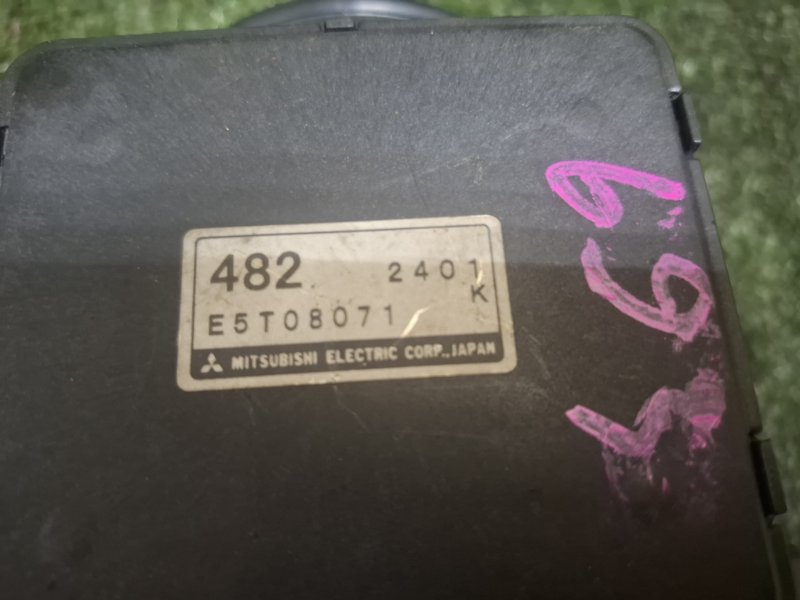 482 2401
K
E5T08071
MITSUBISHI ELECTRIC CORP., JAPAN